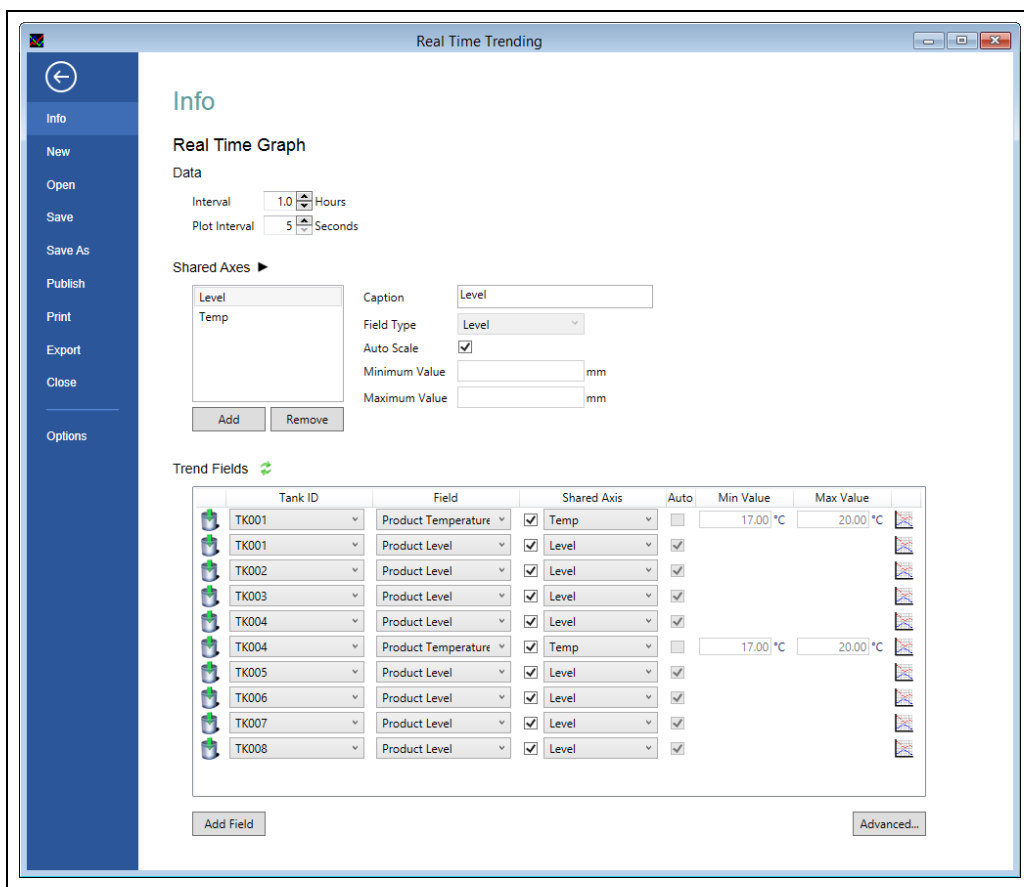 Real Time Trending
Info
Info
New
Open
Save
Save As
Publish
Print
Export
Close
Options
Real Time Graph
Data
Interval 1.0 Hours
Plot Interval 5 Seconds
Shared Axes
Level
Temp
Add Remove
Caption Level
Field Type Level
Auto Scale
Minimum Value mm
Maximum Value mm
Trend Fields
Tank ID Field Shared Axis Auto Min Value Max Value
TK001 Product Temperature Temp 17.00 °C 20.00 °C
TK001 Product Level Level
TK002 Product Level Level
TK003 Product Level Level
TK004 Product Level Level
TK004 Product Temperature Temp 17.00 °C 20.00 °C
TK005 Product Level Level
TK006 Product Level Level
TK007 Product Level Level
TK008 Product Level Level
Add Field Advanced...